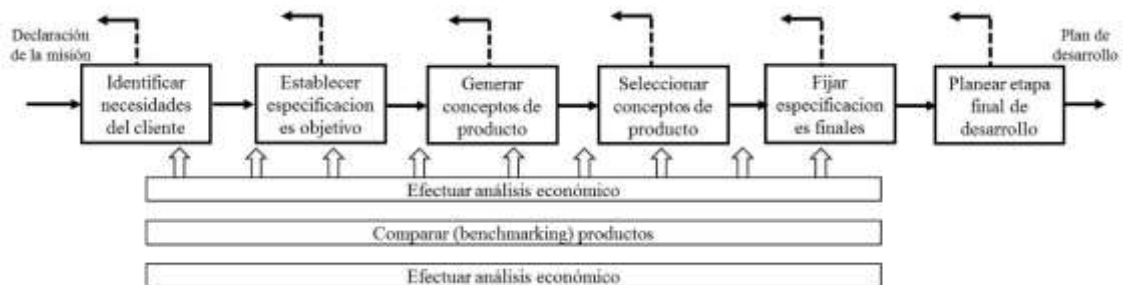 Declaración
de la misión
Identificar
necesidades
del cliente
Establecer
especificacion
es objetivo
Generar
conceptos de
producto
Seleccionar
conceptos de
producto
Fijar
especificacion
es finales
Planear etapa
final de
desarrollo
Plan de
desarrollo
Efectuar análisis económico
Comparar (benchmarking) productos
Efectuar análisis económico